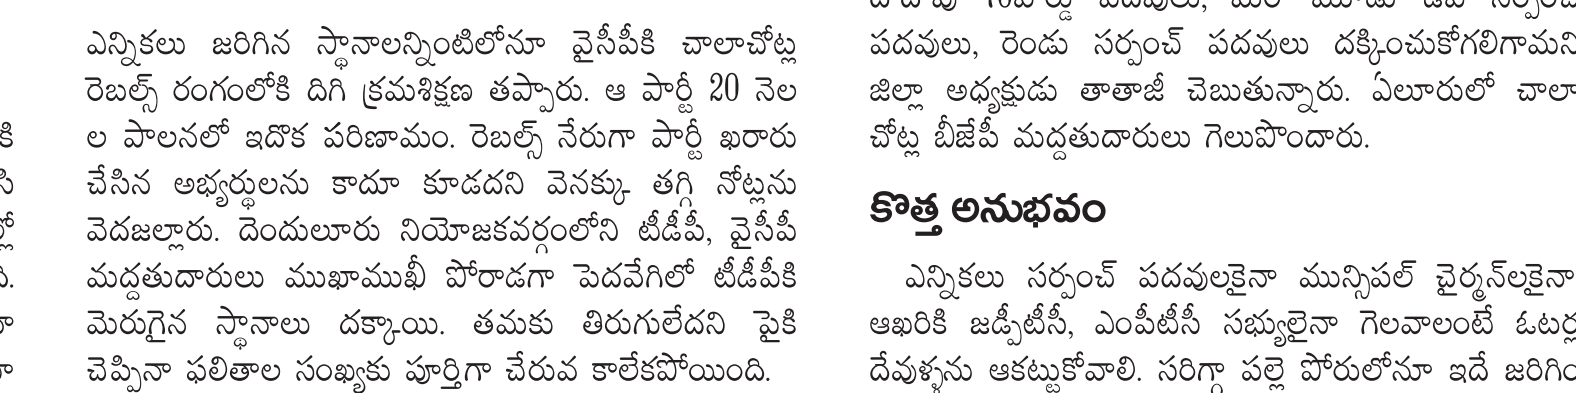 ఎన్నికలు జరిగిన స్థానాలన్నింటిలోనూ వైసీపీకి చాలాచోట్ల
రెబల్స్ రంగంలోకి దిగి క్రమశిక్షణ తప్పారు. ఆ పార్టీ 20 నెల
ల పాలనలో ఇదొక పరిణామం. రెబల్స్ నేరుగా పార్టీ ఖరారు
చేసిన అభ్యర్థులను కాదూ కూడదని వెనక్కు తగ్గి నోట్లను
వెదజల్లారు. దెందులూరు నియోజకవర్గంలోని టీడీపీ, వైసీపీ
మద్దతుదారులు ముఖాముఖీ పోరాడగా పెదవేగిలో టీడీపీకి
మెరుగైన స్థానాలు దక్కాయి. తమకు తిరుగులేదని పైకి
చెప్పినా ఫలితాల సంఖ్యకు పూర్తిగా చేరువ కాలేకపోయింది.
పదవులు, రెండు సర్పంచ్ పదవులు దక్కించుకోగలిగామని
జిల్లా అధ్యక్షుడు తాతాజీ చెబుతున్నారు. ఏలూరులో చాలా
చోట్ల బీజేపీ మద్దతుదారులు గెలుపొందారు.
కొత్త అనుభవం
ఎన్నికలు సర్పంచ్ పదవులకైనా మున్సిపల్ చైర్మన్‌లకైనా
ఆఖరికి జడ్పీటీసీ, ఎంపీటీసీ సభ్యులైనా గెలవాలంటే ఓటర్ల
దేవుళ్ళను ఆకట్టుకోవాలి. సరిగ్గా పల్లె పోరులోనూ ఇదే